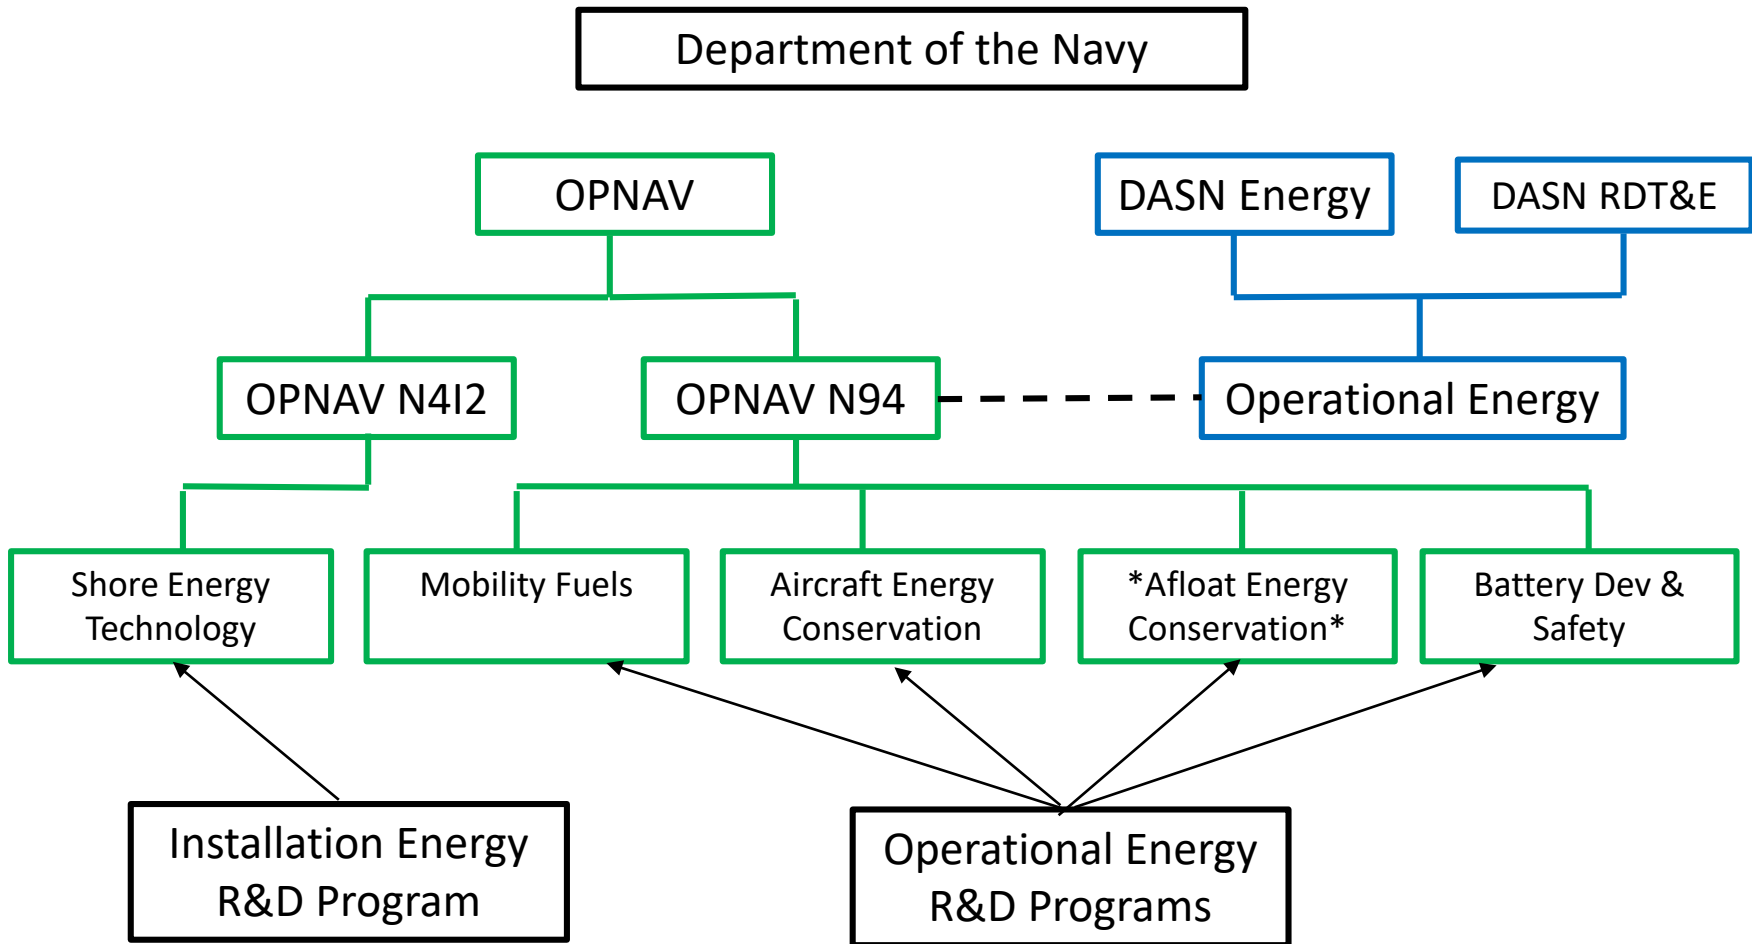 Department of the Navy
OPNAV
DASN Energy
DASN RDT&E
OPNAV N4I2
OPNAV N94
Operational Energy
Shore Energy
Technology
Mobility Fuels
Aircraft Energy
Conservation
*Afloat Energy
Conservation*
Battery Dev &
Safety
Installation Energy
R&D Program
Operational Energy
R&D Programs